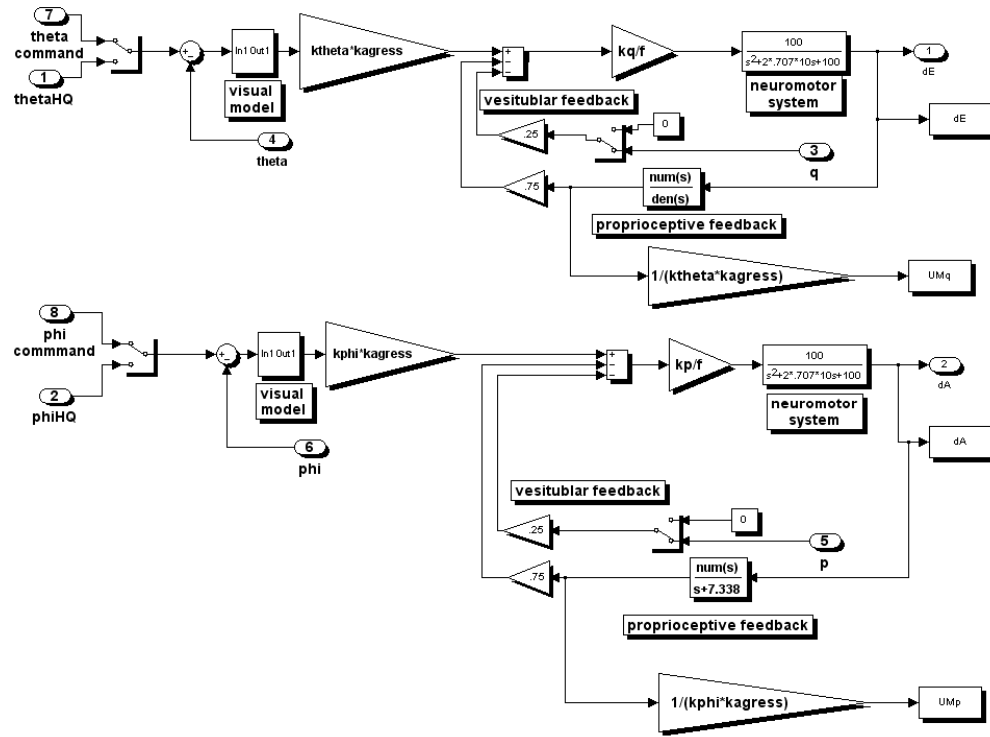 7
theta
command
1
thetaHQ
+
−
In1 Out1
visual
model
4
theta
ktheta*kagress
+
−
−
kq/f
100
s²+2*.707*10s+100
neuromotor
system
1
dE
dE
vesitublar feedback
.25
0
3
q
.75
num(s)
den(s)
proprioceptive feedback
1/(ktheta*kagress)
UMq
8
phi
commmand
2
phiHQ
+
−
In1 Out1
visual
model
6
phi
kphi*kagress
+
−
−
kp/f
100
s²+2*.707*10s+100
neuromotor
system
2
dA
dA
vesitublar feedback
.25
0
5
p
.75
num(s)
s+7.338
proprioceptive feedback
1/(kphi*kagress)
UMp